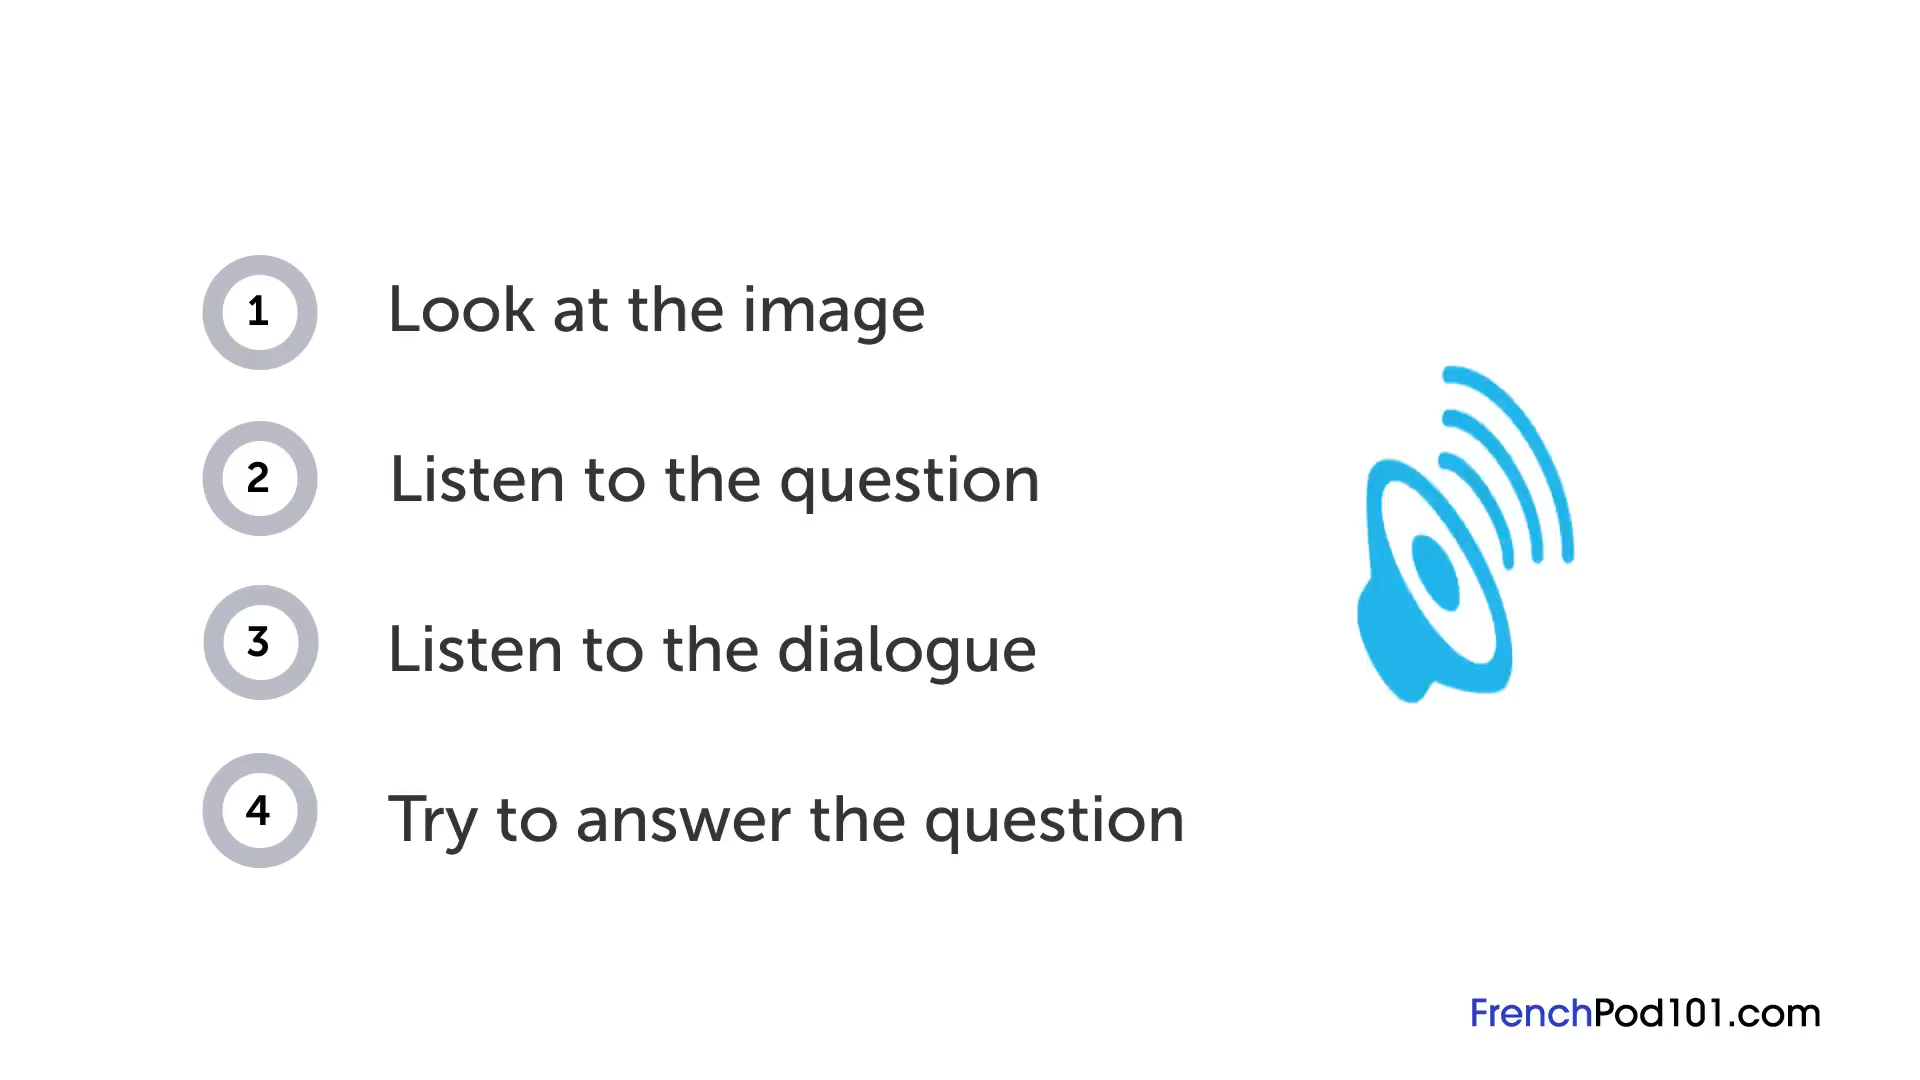 1 Look at the image
2 Listen to the question
3 Listen to the dialogue
4 Try to answer the question
FrenchPod101.com